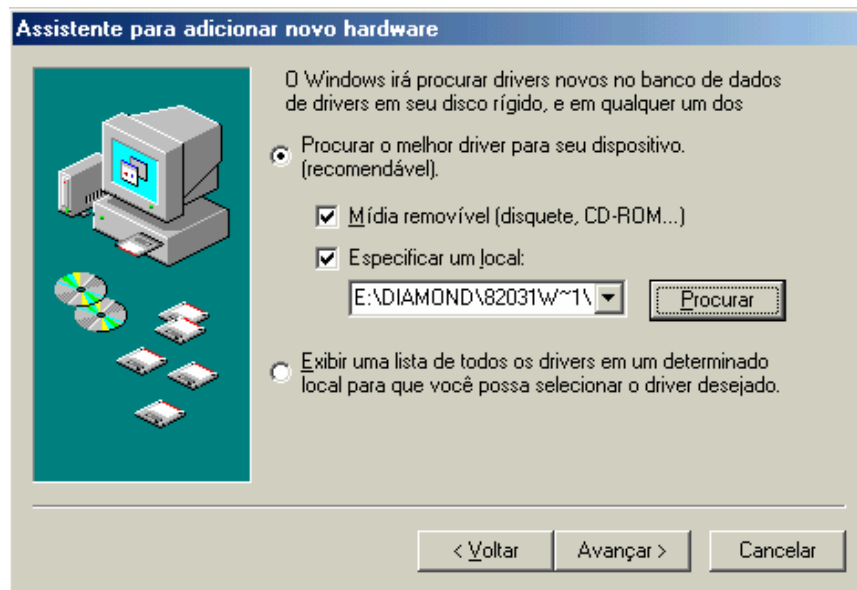 Assistente para adicionar novo hardware
O Windows irá procurar drivers novos no banco de dados
de drivers em seu disco rígido, e em qualquer um dos
Procurar o melhor driver para seu dispositivo.
(recomendável).
Mídia removível (disquete, CD-ROM...)
Especificar um local:
E:\DIAMOND\82031W~1\
Procurar
Exibir uma lista de todos os drivers em um determinado
local para que você possa selecionar o driver desejado.
< Voltar
Avançar >
Cancelar